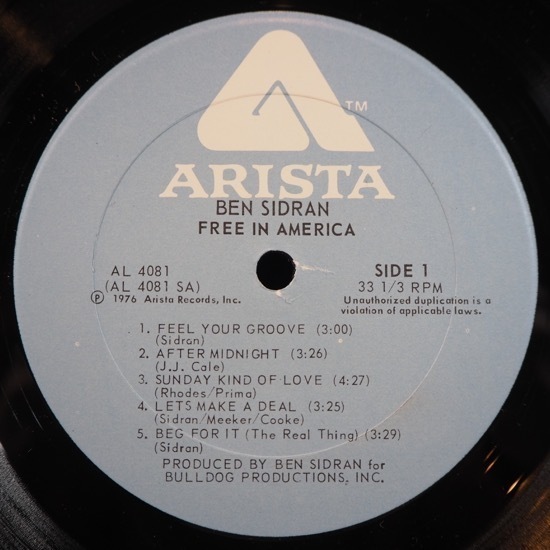 TM
ARISTA
BEN SIDRAN
FREE IN AMERICA
AL 4081
(AL 4081 SA)
℗ 1976 Arista Records, Inc.
SIDE 1
33 1/3 RPM
Unauthorized duplication is a
violation of applicable laws.
1. FEEL YOUR GROOVE (3:00)
(Sidran)
2. AFTER MIDNIGHT (3:26)
(J.J. Cale)
3. SUNDAY KIND OF LOVE (4:27)
(Rhodes/Prima)
4. LETS MAKE A DEAL (3:25)
(Sidran/Meeker/Cooke)
5. BEG FOR IT (The Real Thing) (3:29)
(Sidran)
PRODUCED BY BEN SIDRAN for
BULLDOG PRODUCTIONS, INC.